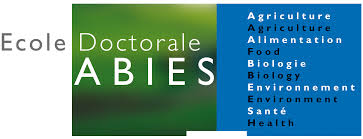 Ecole Doctorale
ABIES
Agriculture
Agriculture
Alimentation
Food
Biologie
Biology
Environnement
Environment
Santé
Health